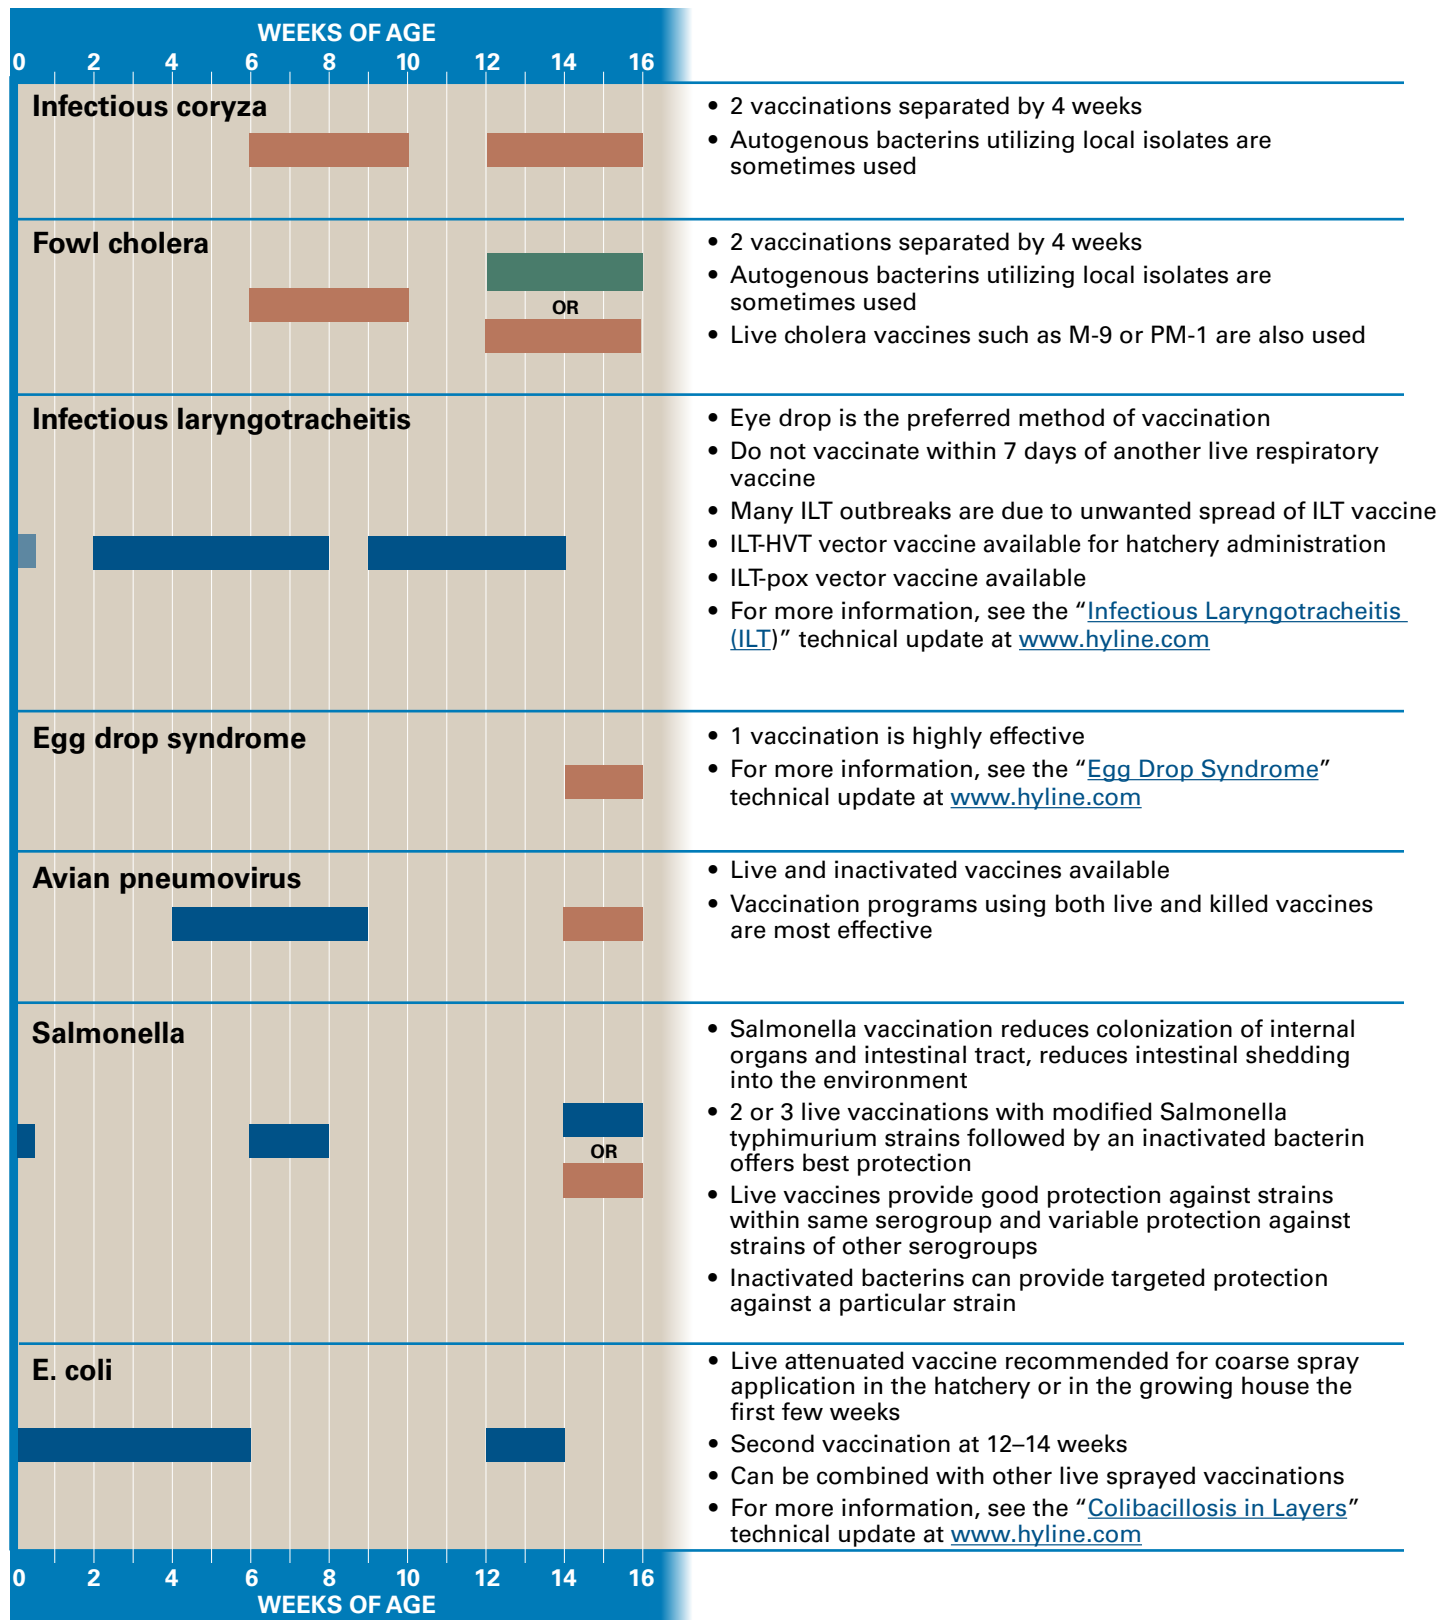 WEEKS OF AGE
0 2 4 6 8 10 12 14 16
Infectious coryza
• 2 vaccinations separated by 4 weeks
• Autogenous bacterins utilizing local isolates are
sometimes used
Fowl cholera
OR
• 2 vaccinations separated by 4 weeks
• Autogenous bacterins utilizing local isolates are
sometimes used
• Live cholera vaccines such as M-9 or PM-1 are also used
Infectious laryngotracheitis
• Eye drop is the preferred method of vaccination
• Do not vaccinate within 7 days of another live respiratory
vaccine
• Many ILT outbreaks are due to unwanted spread of ILT vaccine
• ILT-HVT vector vaccine available for hatchery administration
• ILT-pox vector vaccine available
• For more information, see the “Infectious Laryngotracheitis
(ILT)” technical update at www.hyline.com
Egg drop syndrome
• 1 vaccination is highly effective
• For more information, see the “Egg Drop Syndrome”
technical update at www.hyline.com
Avian pneumovirus
• Live and inactivated vaccines available
• Vaccination programs using both live and killed vaccines
are most effective
Salmonella
OR
• Salmonella vaccination reduces colonization of internal
organs and intestinal tract, reduces intestinal shedding
into the environment
• 2 or 3 live vaccinations with modified Salmonella
typhimurium strains followed by an inactivated bacterin
offers best protection
• Live vaccines provide good protection against strains
within same serogroup and variable protection against
strains of other serogroups
• Inactivated bacterins can provide targeted protection
against a particular strain
E. coli
• Live attenuated vaccine recommended for coarse spray
application in the hatchery or in the growing house the
first few weeks
• Second vaccination at 12–14 weeks
• Can be combined with other live sprayed vaccinations
• For more information, see the “Colibacillosis in Layers”
technical update at www.hyline.com
0 2 4 6 8 10 12 14 16
WEEKS OF AGE